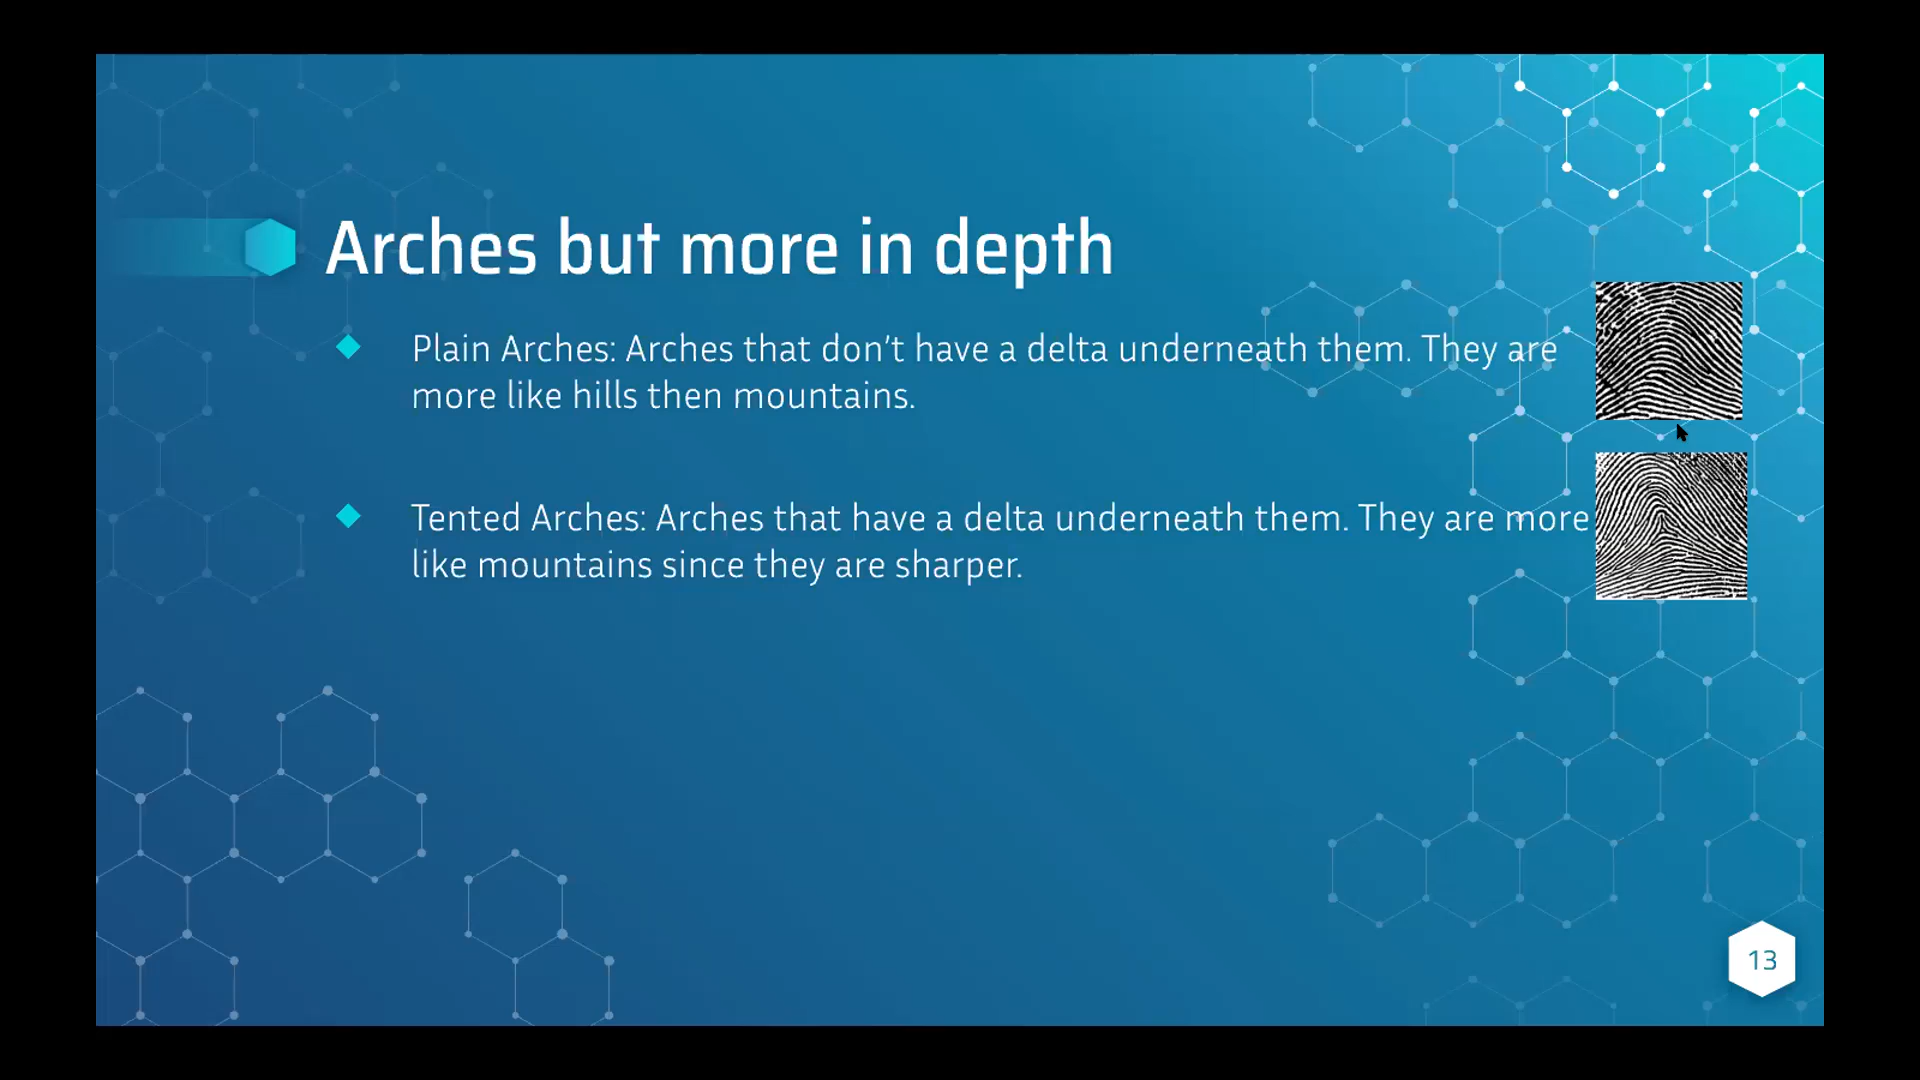 Arches but more in depth
Plain Arches: Arches that don’t have a delta underneath them. They are
more like hills then mountains.
Tented Arches: Arches that have a delta underneath them. They are more
like mountains since they are sharper.
13